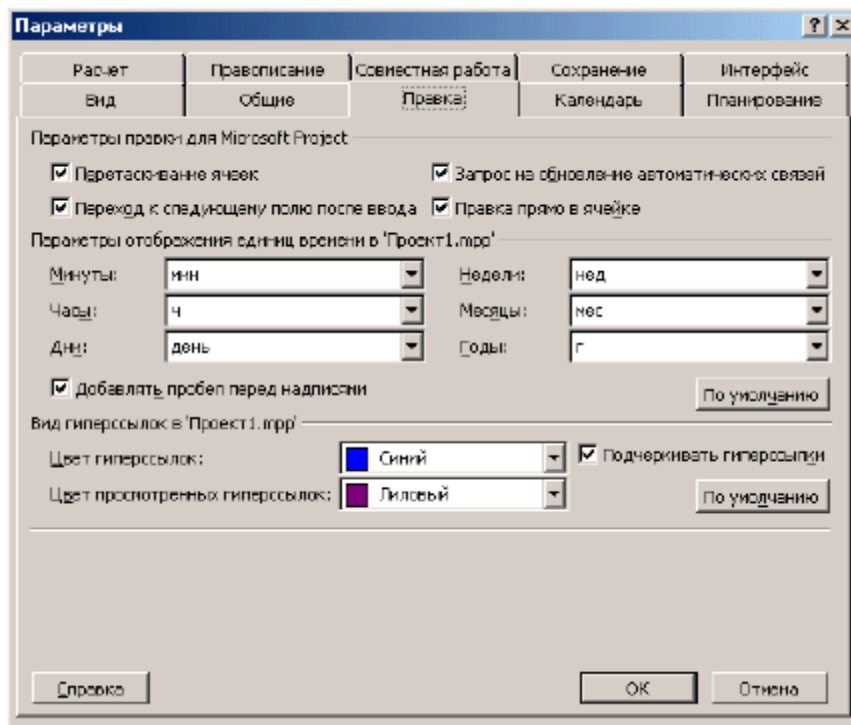 Параметры
Расчет Правописание Совместная работа Сохранение Интерфейс
Вид Общие Правка Календарь Планирование
Параметры правки для Microsoft Project
Перетаскивание ячеек Запрос на обновление автоматических связей
Переход к следующему полю после ввода Правка прямо в ячейке
Параметры отображения единиц времени в 'Проект1.mpp'
Минуты: мин Недели: нед
Часы: ч Месяцы: мес
Дни: день Годы: г
Добавлять пробел перед надписями По умолчанию
Вид гиперссылок в 'Проект1.mpp'
Цвет гиперссылок: Синий Подчеркивать гиперссылки
Цвет просмотренных гиперссылок: Лиловый По умолчанию
Справка ОК Отмена